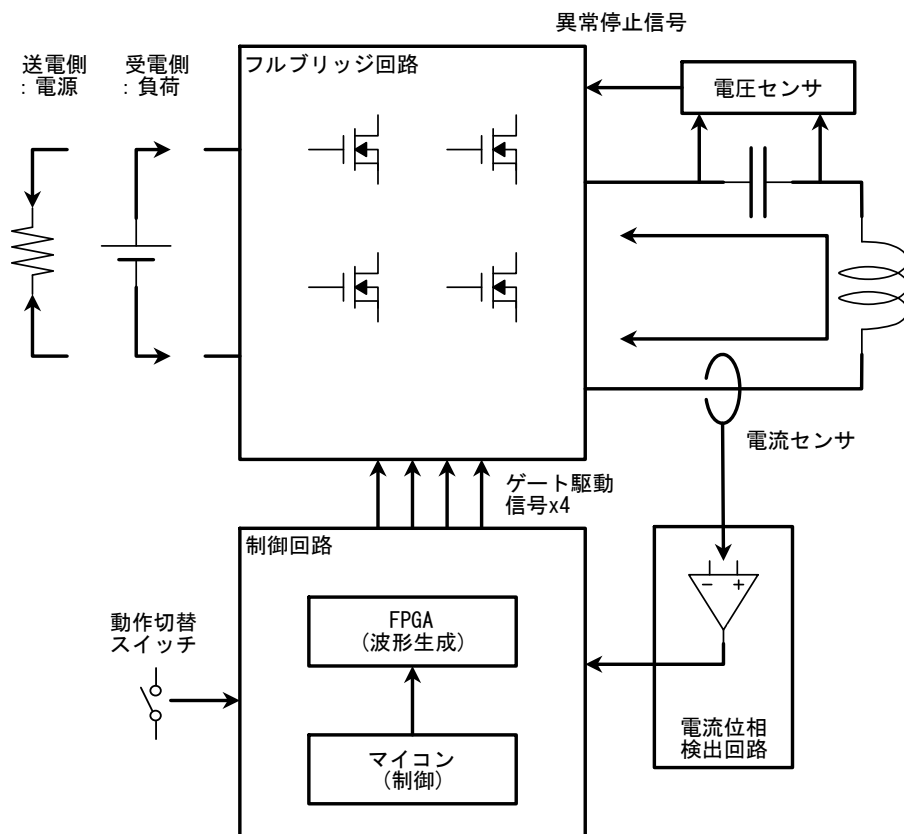 異常停止信号
送電側
：電源
受電側
：負荷
フルブリッジ回路
電圧センサ
電流センサ
ゲート駆動
信号x4
制御回路
FPGA
(波形生成)
動作切替
スイッチ
マイコン
(制御)
− +
電流位相
検出回路